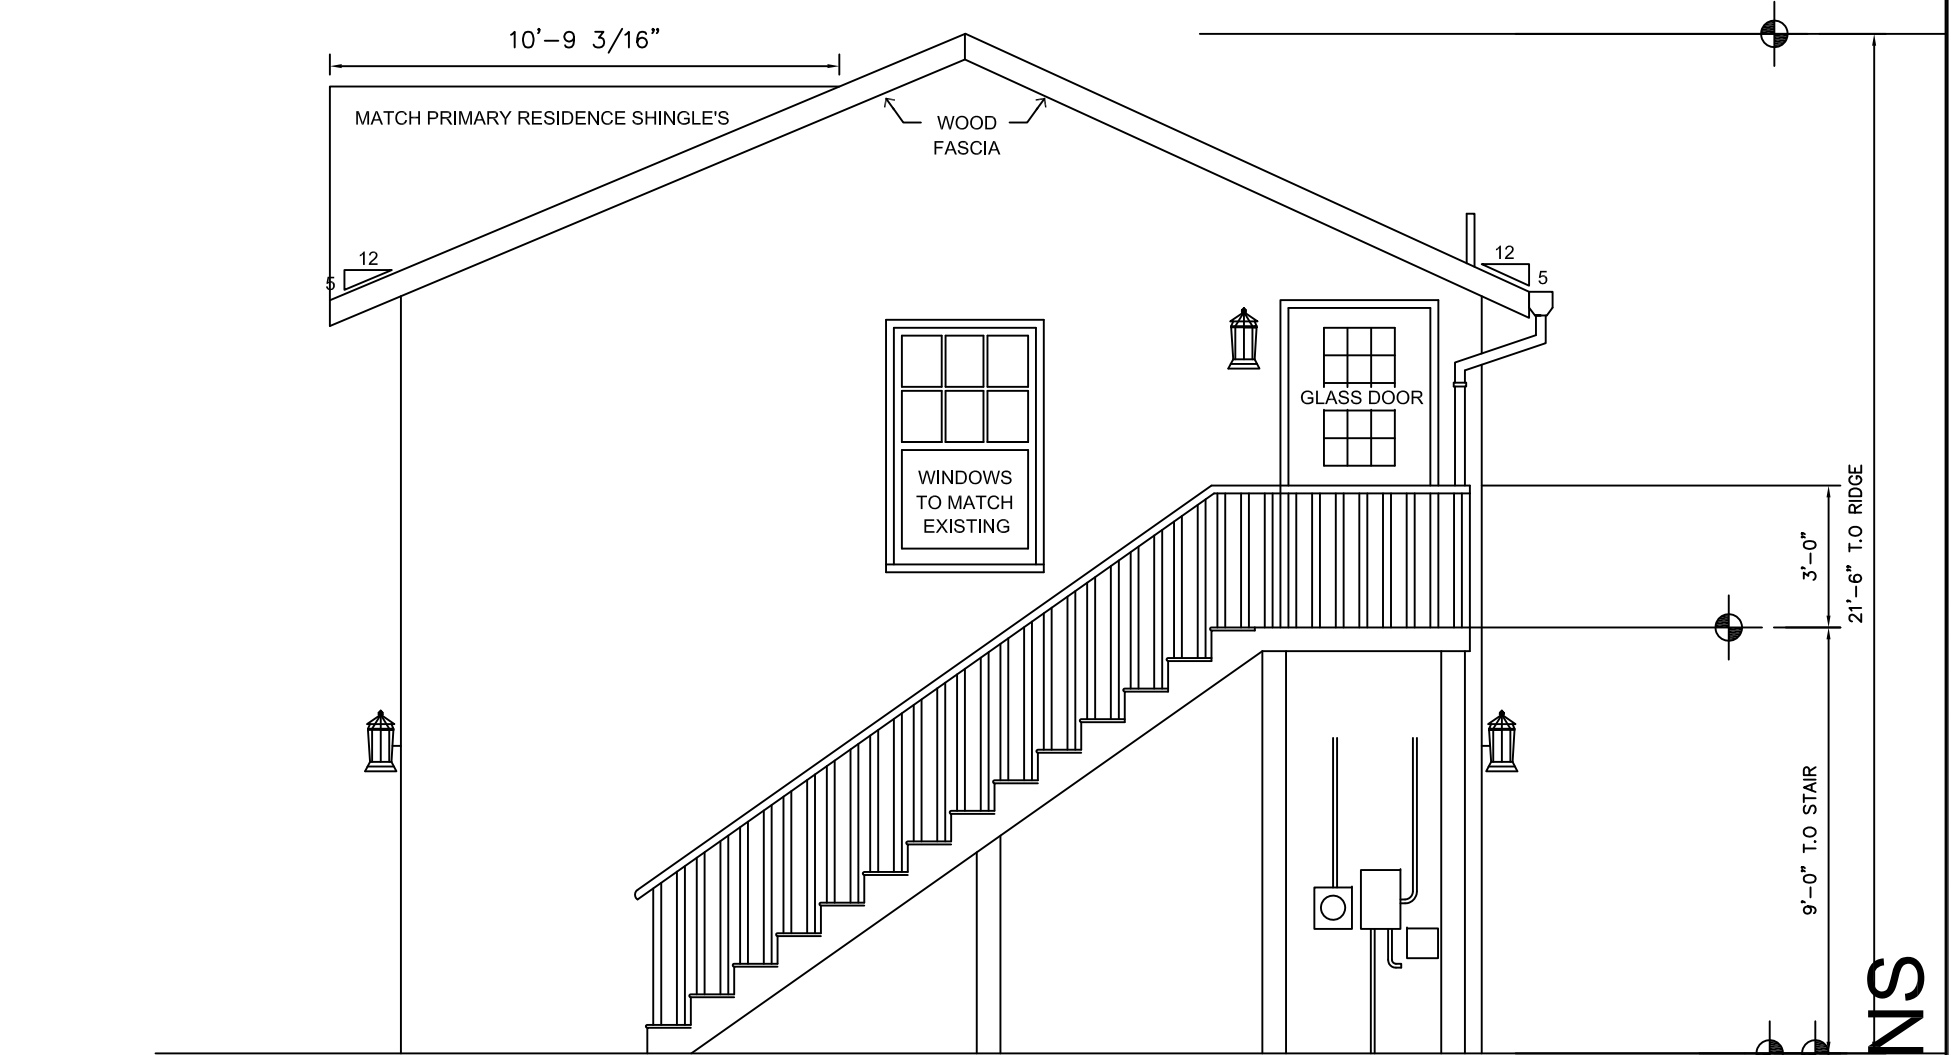 10'-9 3/16"
MATCH PRIMARY RESIDENCE SHINGLE'S
WOOD
FASCIA
12
5
12
5
GLASS DOOR
WINDOWS
TO MATCH
EXISTING
3'-0"
21'-6" T.O RIDGE
9'-0" T.O STAIR
NS